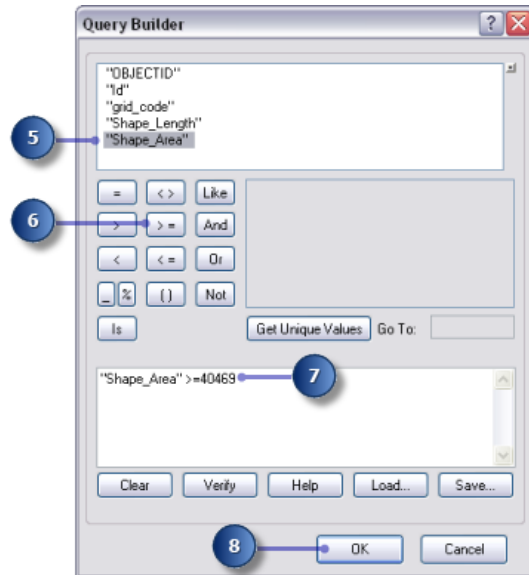 Query Builder
?
"OBJECTID"
"Id"
"grid_code"
"Shape_Length"
5
"Shape_Area"
= < > Like
6
> > = And
< < = Or
_ % ( ) Not
Is Get Unique Values Go To:
"Shape_Area" >=40469
7
Clear Verify Help Load... Save...
8
OK Cancel